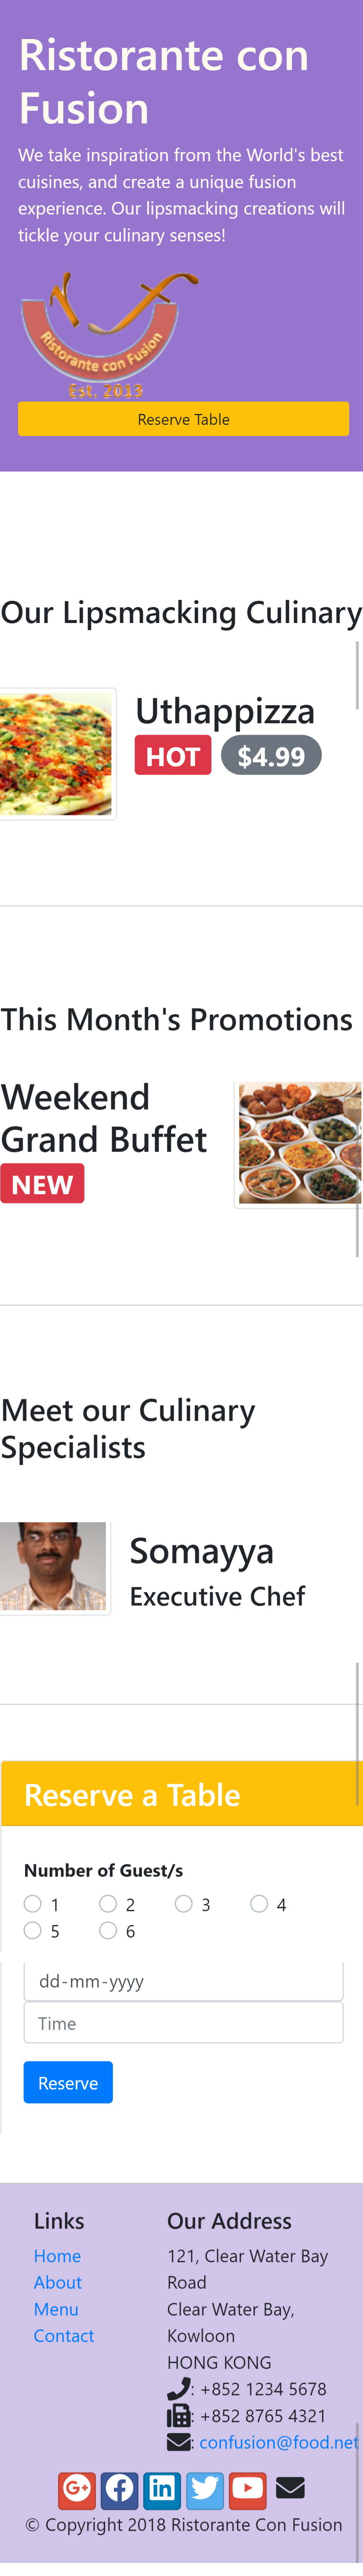 Ristorante con
Fusion
We take inspiration from the World's best
cuisines, and create a unique fusion
experience. Our lipsmacking creations will
tickle your culinary senses!
Ristorante con Fusion
Est. 2013
Reserve Table
Our Lipsmacking Culinary
Uthappizza
HOT $4.99
This Month's Promotions
Weekend
Grand Buffet
NEW
Meet our Culinary
Specialists
Somayya
Executive Chef
Reserve a Table
Number of Guest/s
1 2 3 4
5 6
dd-mm-yyyy
Time
Reserve
Links
Home
About
Menu
Contact
Our Address
121, Clear Water Bay
Road
Clear Water Bay,
Kowloon
HONG KONG
: +852 1234 5678
: +852 8765 4321
: confusion@food.net
G+ f in
© Copyright 2018 Ristorante Con Fusion